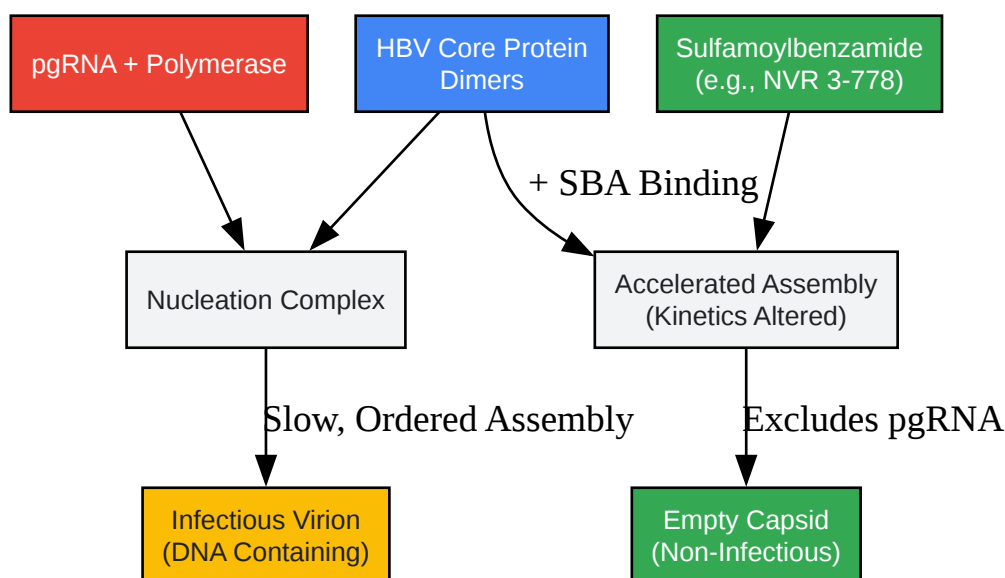 pgRNA + Polymerase
HBV Core Protein
Dimers
Sulfamoylbenzamide
(e.g., NVR 3-778)
+ SBA Binding
Nucleation Complex
Accelerated Assembly
(Kinetics Altered)
Slow, Ordered Assembly
Excludes pgRNA
Infectious Virion
(DNA Containing)
Empty Capsid
(Non-Infectious)